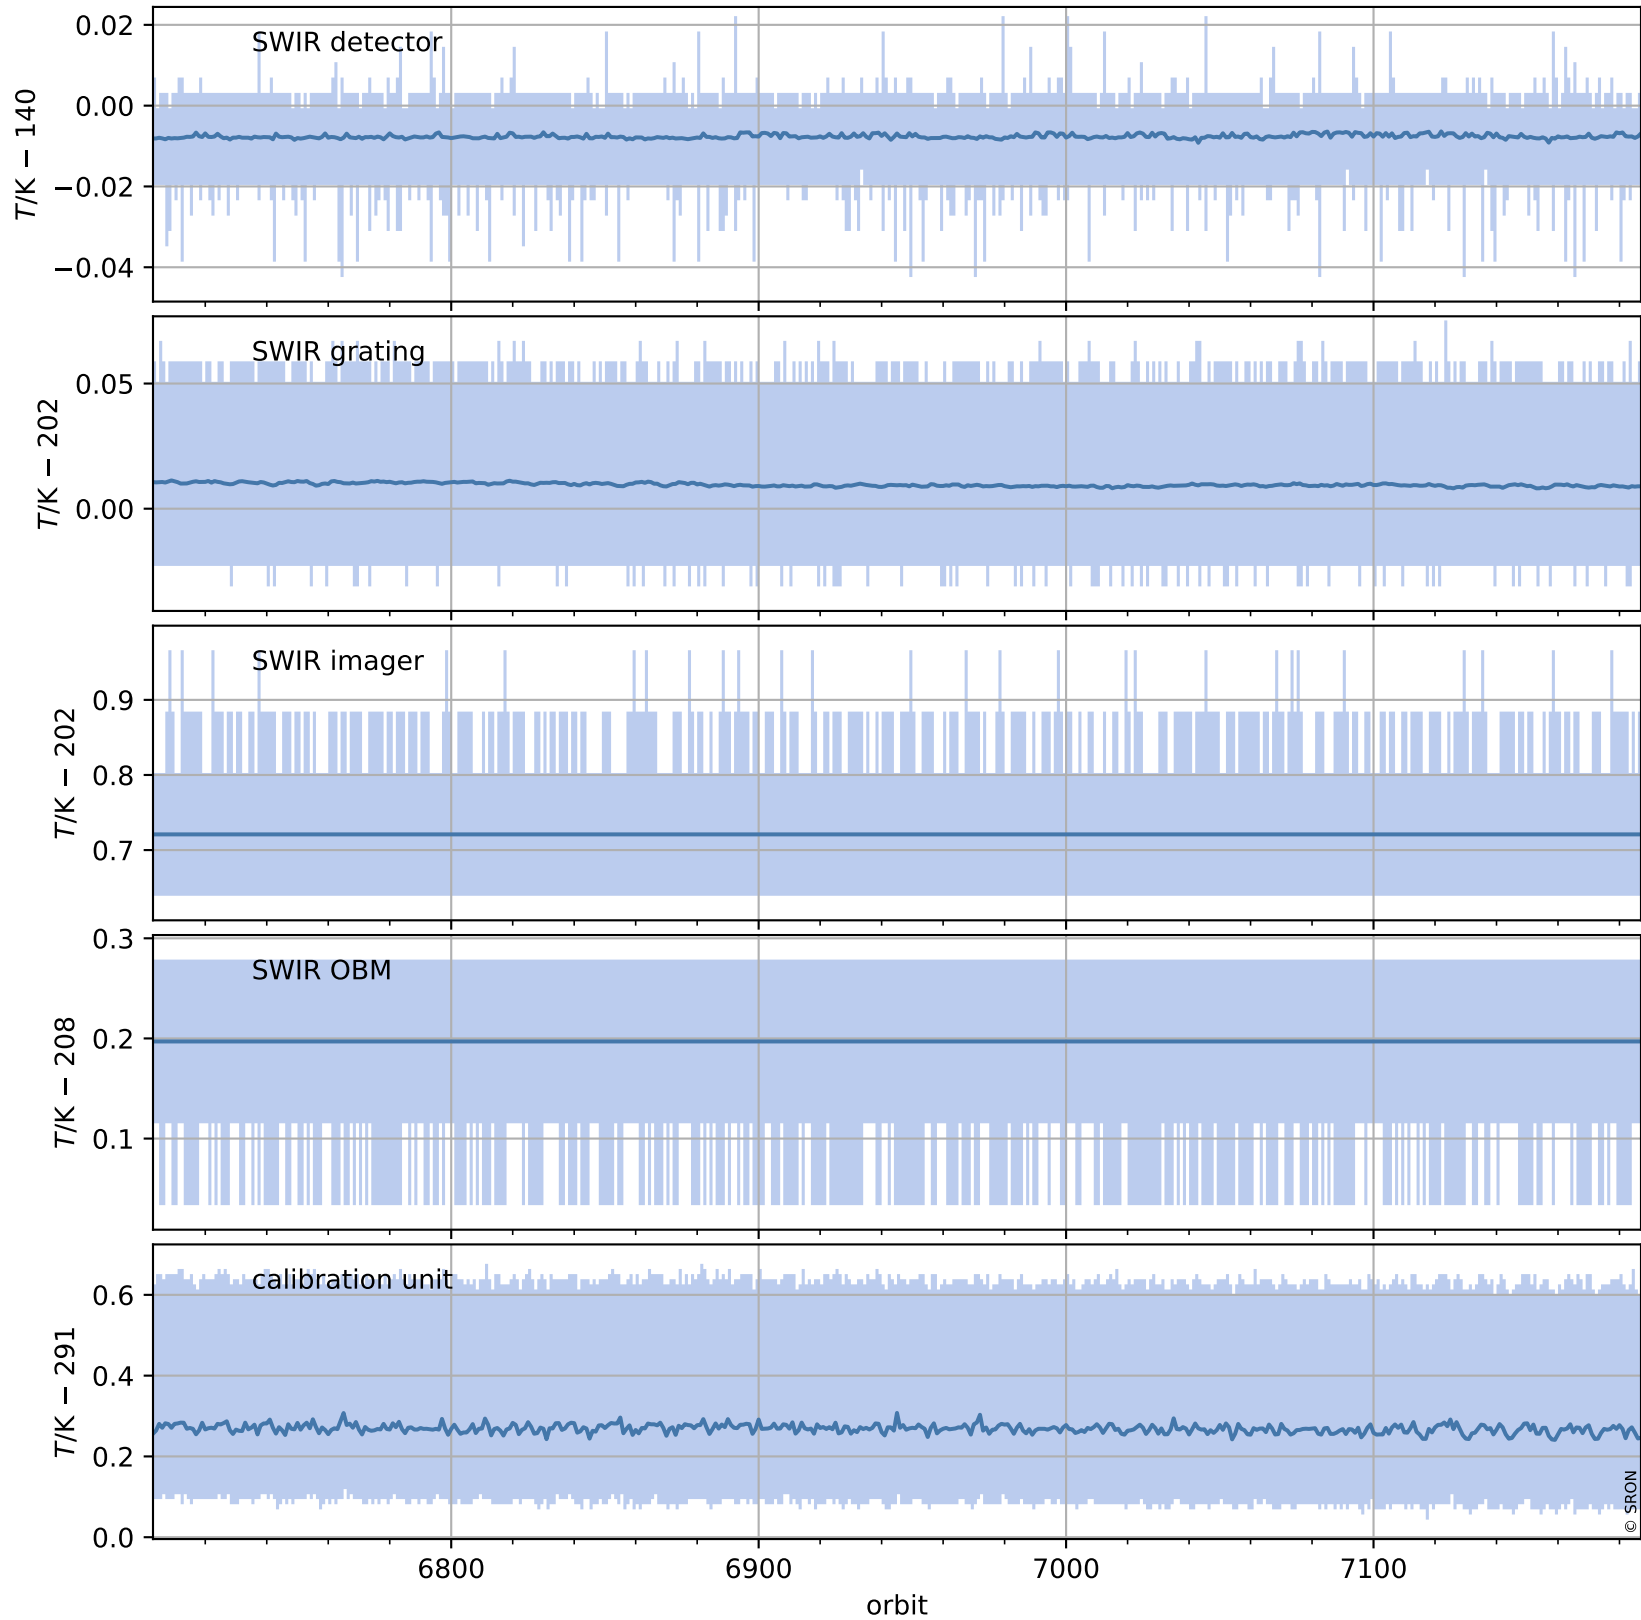 0.02
0.00
−0.02
−0.04
T/K − 140
SWIR detector
0.05
0.00
T/K − 202
SWIR grating
0.9
0.8
0.7
T/K − 202
SWIR imager
0.3
0.2
0.1
T/K − 208
SWIR OBM
0.6
0.4
0.2
0.0
T/K − 291
calibration unit
© SRON
6800 6900 7000 7100
orbit